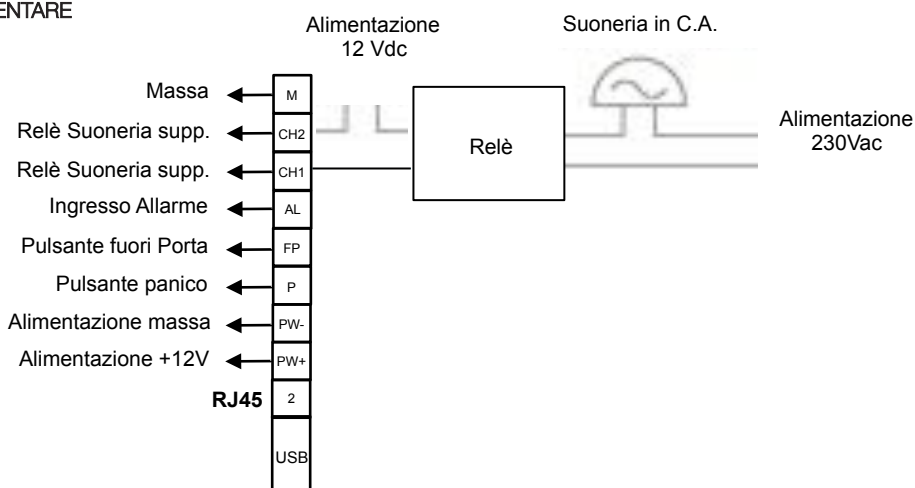 Alimentazione
12 Vdc
Suoneria in C.A.
Massa
M
Relè Suoneria supp.
CH2
Relè Suoneria supp.
CH1
Relè
Alimentazione
230Vac
Ingresso Allarme
AL
Pulsante fuori Porta
FP
Pulsante panico
P
Alimentazione massa
PW-
Alimentazione +12V
PW+
RJ45
2
USB